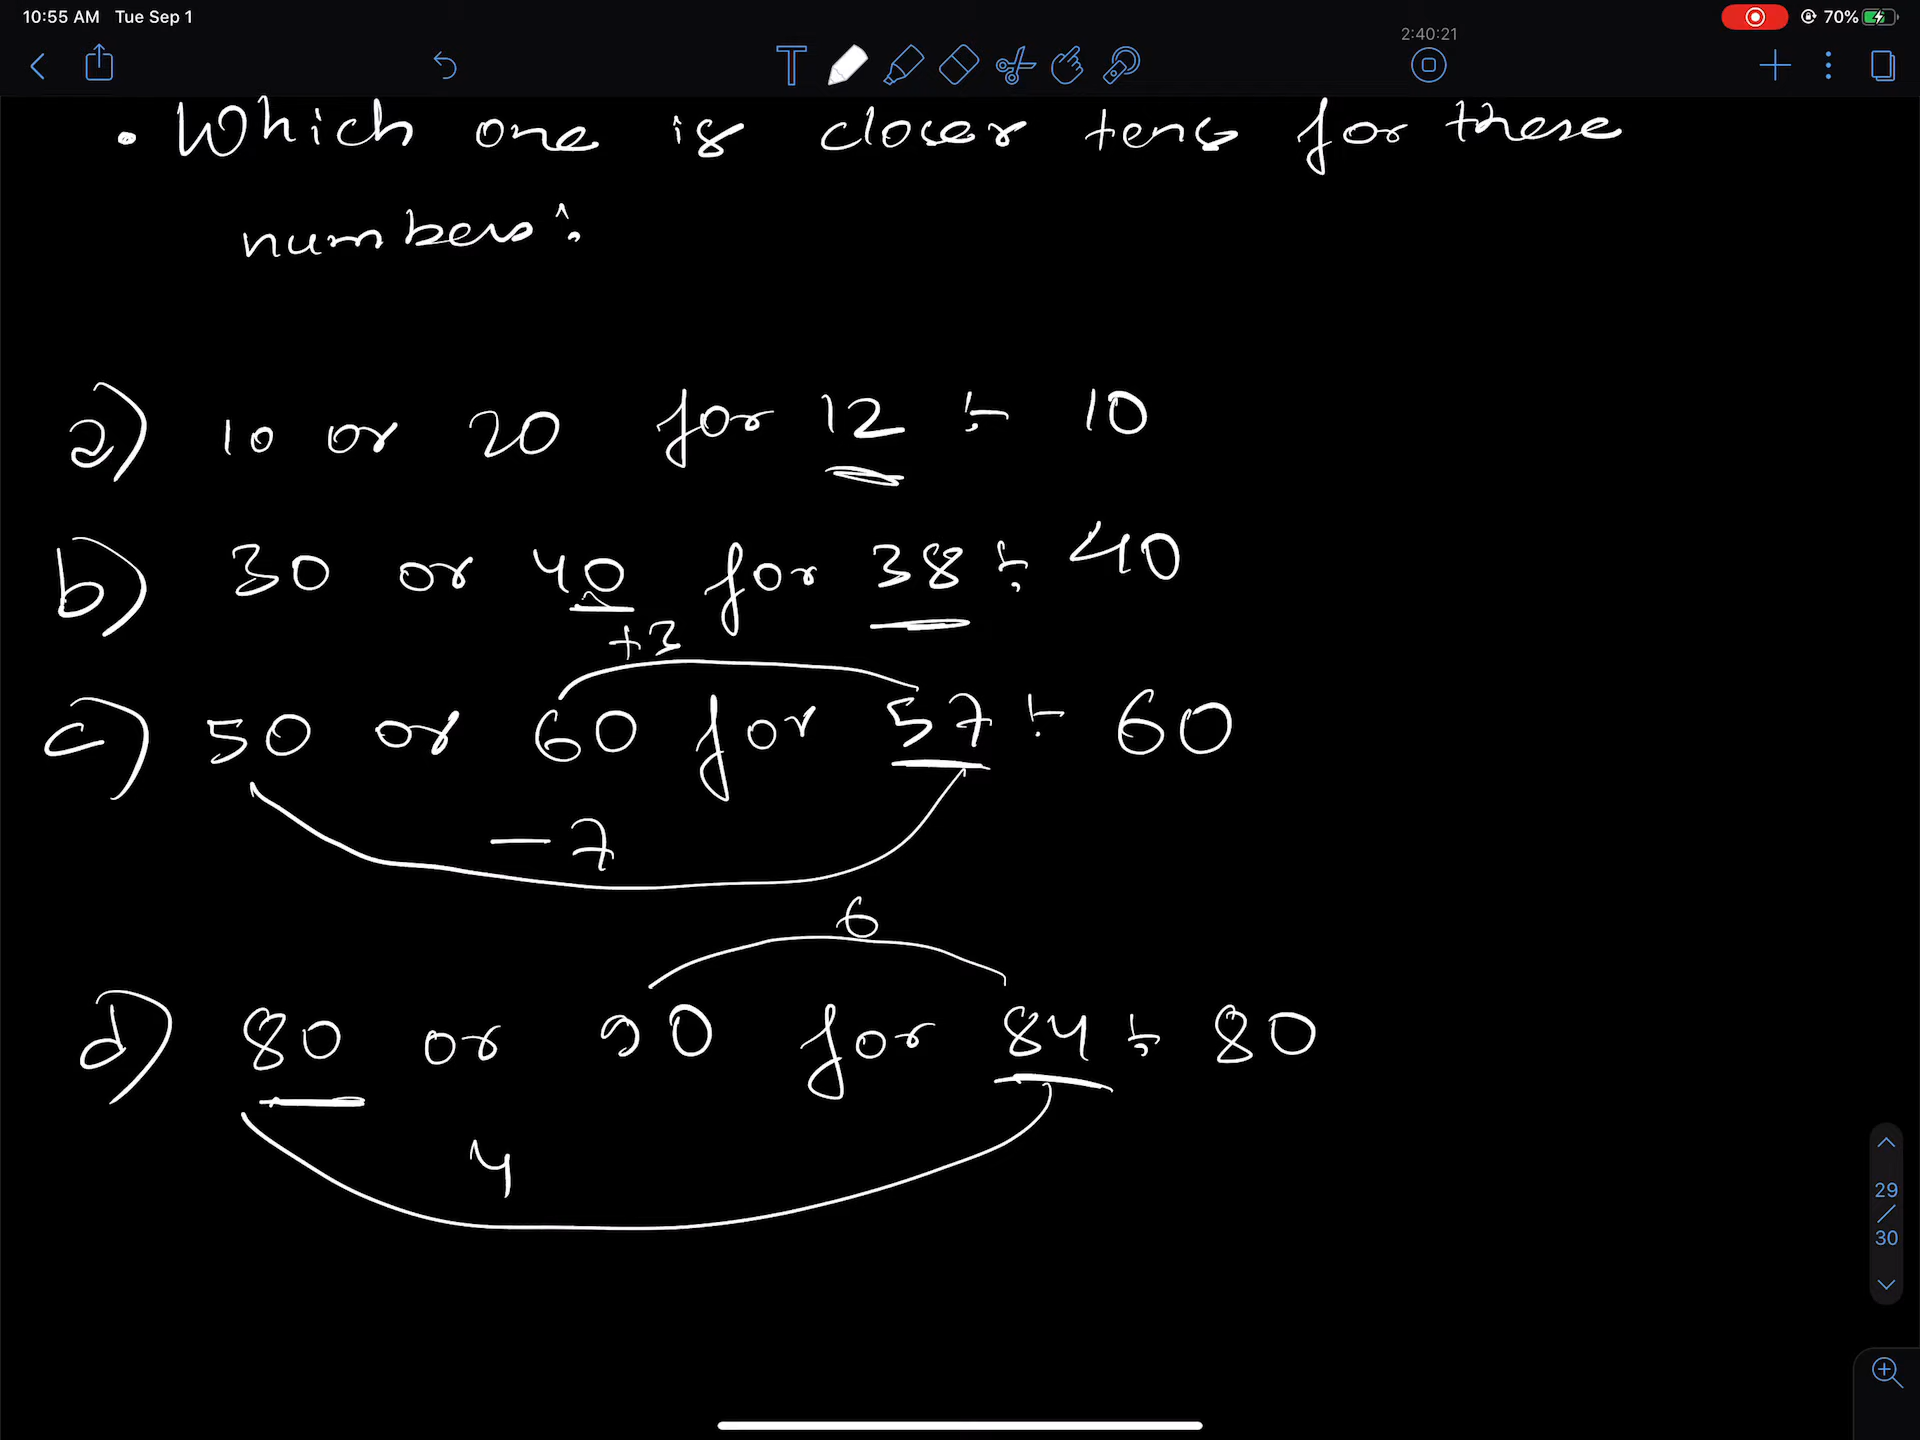 10:55 AM Tue Sep 1
70%
2:40:21
T
• Which one is closer tens for these
numbers:
a) 10 or 20 for 12 :- 10
b) 30 or 40 for 38 :- 40
+3
c) 50 or 60 for 57 :- 60
-7
6
d) 80 or 90 for 84 :- 80
4
29
/
30